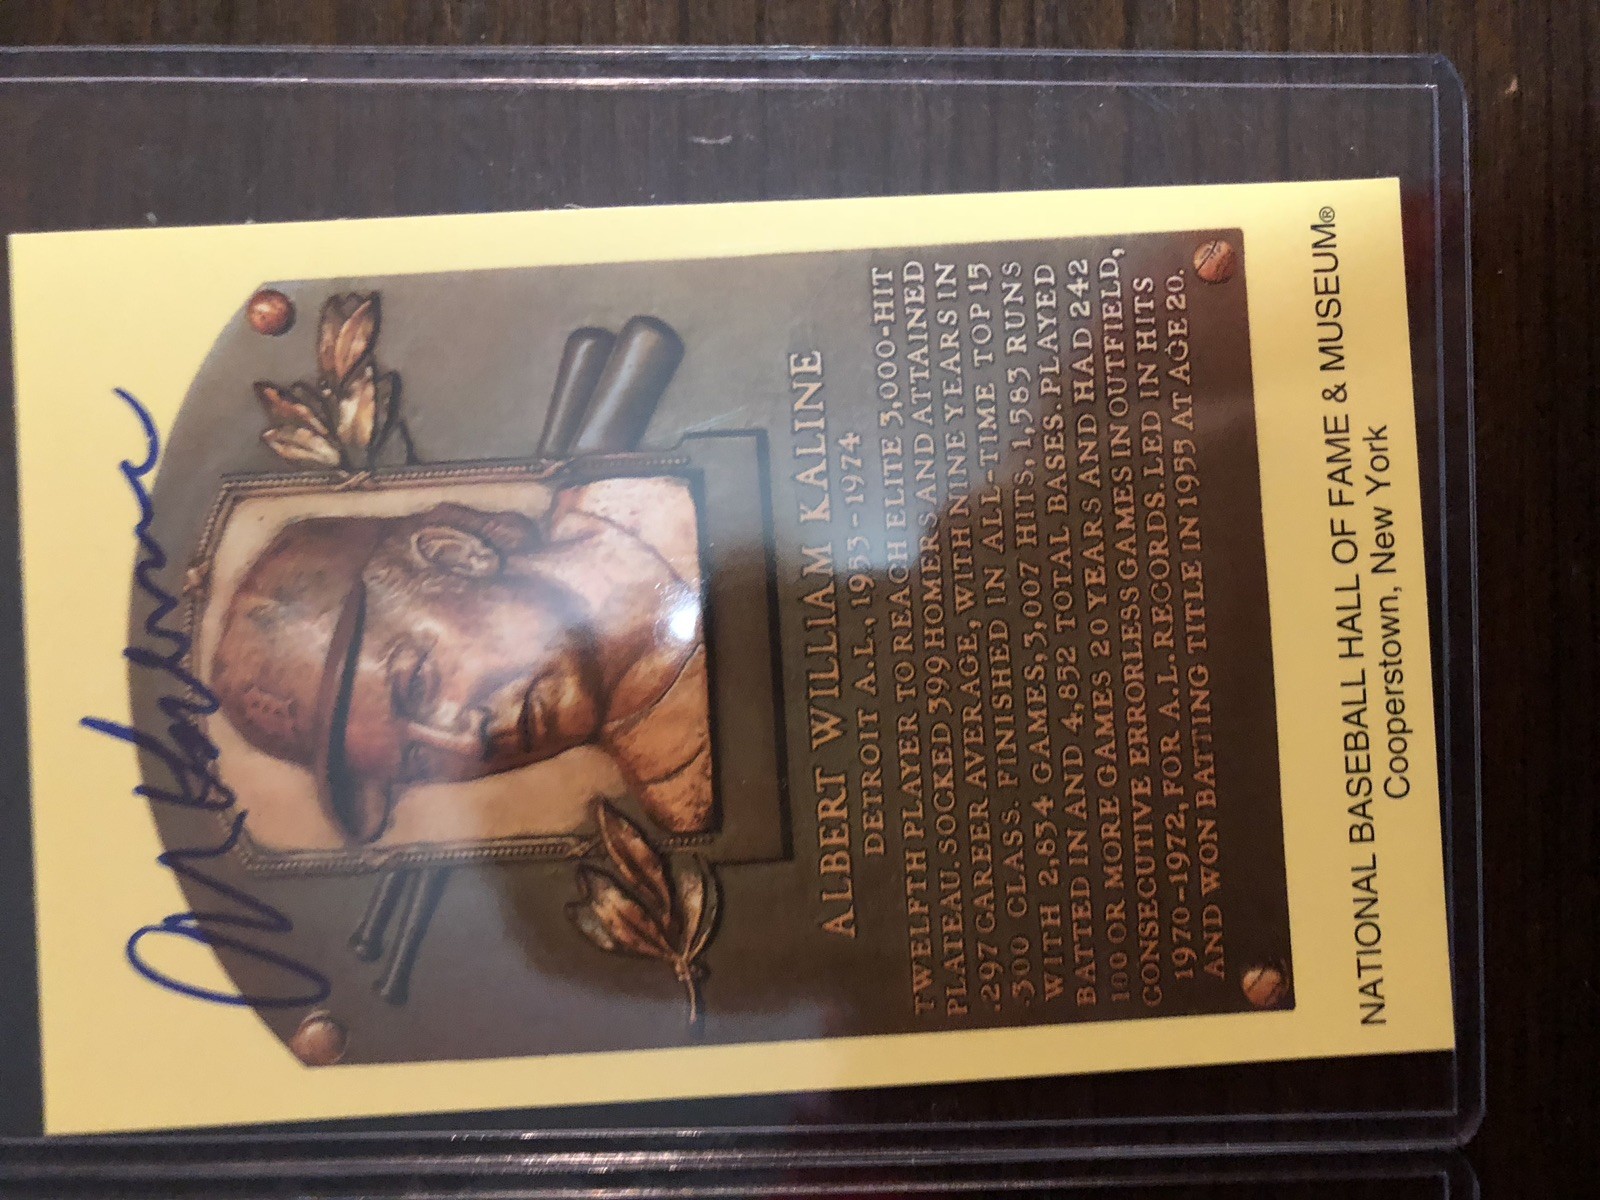 Al Kaline
ALBERT WILLIAM KALINE
DETROIT A.L., 1953-1974
TWELFTH PLAYER TO REACH ELITE 3,000-HIT
PLATEAU. SOCKED 399 HOMERS AND ATTAINED
.297 CAREER AVERAGE, WITH NINE YEARS IN
.300 CLASS. FINISHED IN ALL-TIME TOP 15
WITH 2,834 GAMES, 3,007 HITS, 1,583 RUNS
BATTED IN AND 4,852 TOTAL BASES. PLAYED
100 OR MORE GAMES 20 YEARS AND HAD 242
CONSECUTIVE ERRORLESS GAMES IN OUTFIELD,
1970-1972, FOR A.L. RECORDS. LED IN HITS
AND WON BATTING TITLE IN 1955 AT AGE 20.
NATIONAL BASEBALL HALL OF FAME & MUSEUM®
Cooperstown, New York